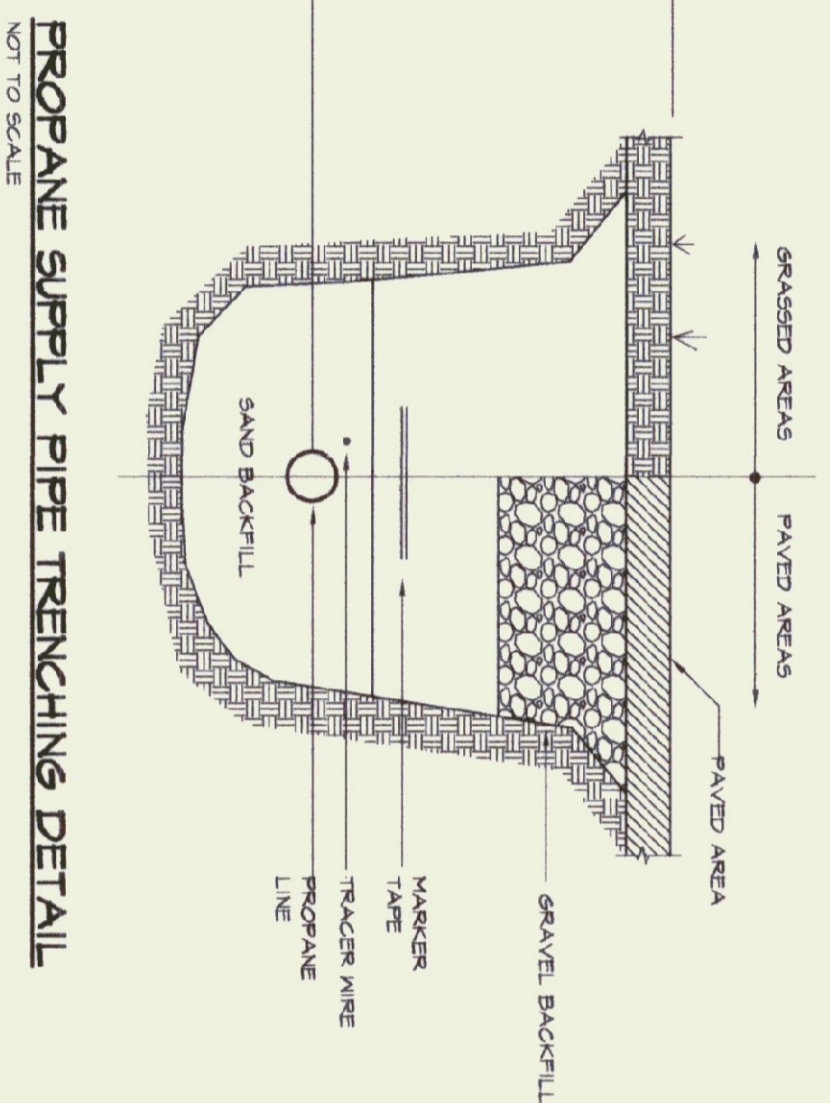 GRASSED AREAS
PAVED AREAS
PAVED AREA
GRAVEL BACKFILL
MARKER
TAPE
TRACER WIRE
PROPANE
LINE
SAND BACKFILL
PROPANE SUPPLY PIPE TRENCHING DETAIL
NOT TO SCALE